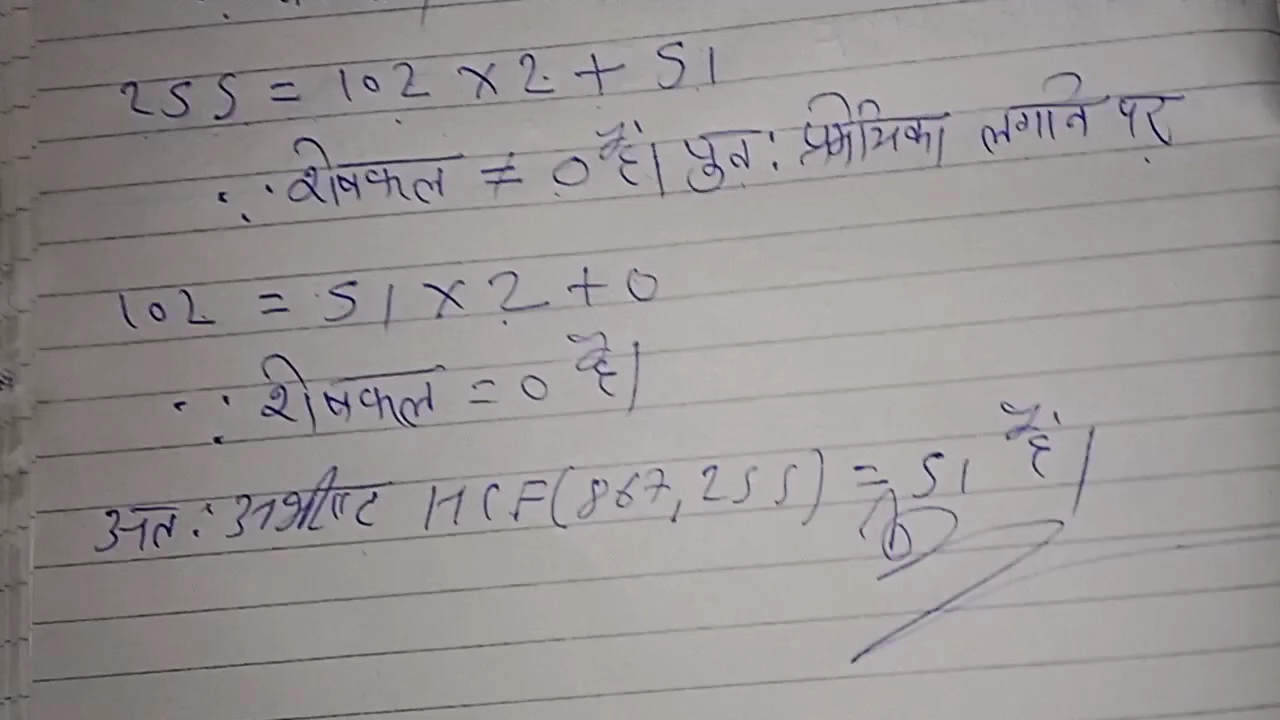 255 = 102 × 2 + 51
∵ शेषफल ≠ 0 है। पुन: प्रमेयिका लगाने पर
102 = 51 × 2 + 0
∵ शेषफल = 0 है।
अत: अभीष्ट HCF(867, 255) = 51 है।